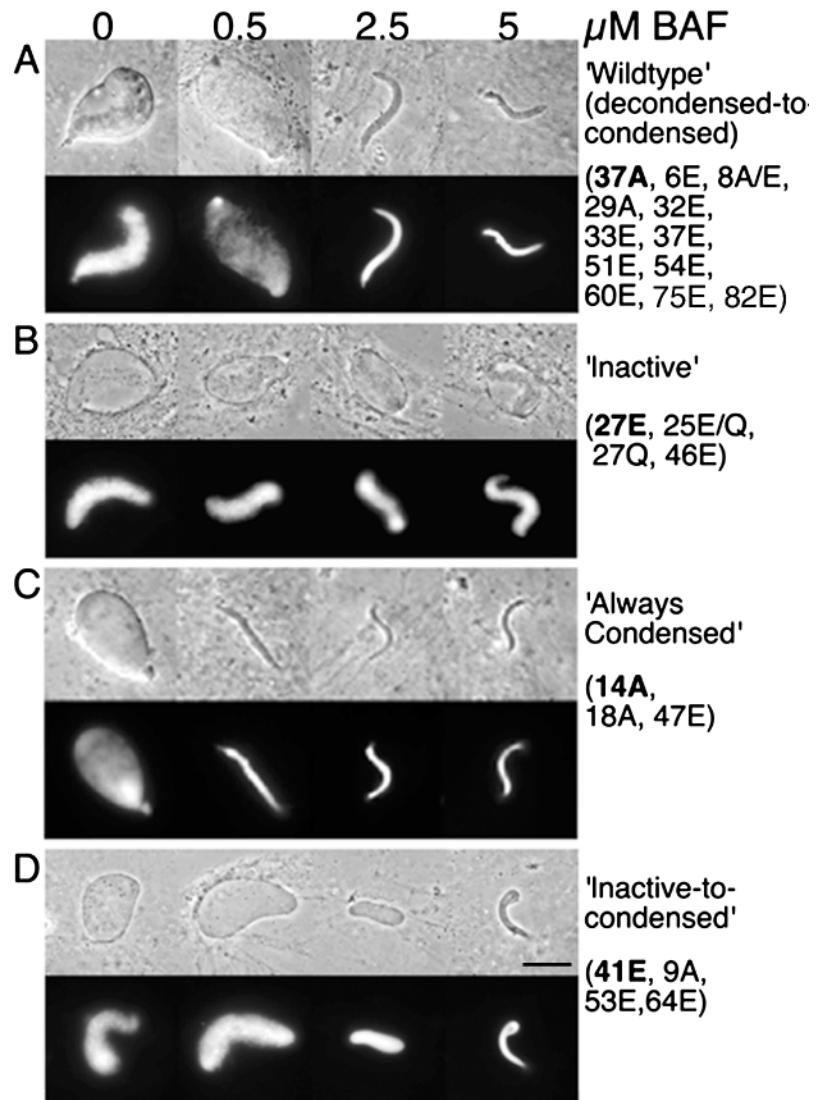 0 0.5 2.5 5 µM BAF
A
'Wildtype'
(decondensed-to-
condensed)
(37A, 6E, 8A/E,
29A, 32E,
33E, 37E,
51E, 54E,
60E, 75E, 82E)
B
'Inactive'
(27E, 25E/Q,
27Q, 46E)
C
'Always
Condensed'
(14A,
18A, 47E)
D
'Inactive-to-
condensed'
(41E, 9A,
53E,64E)